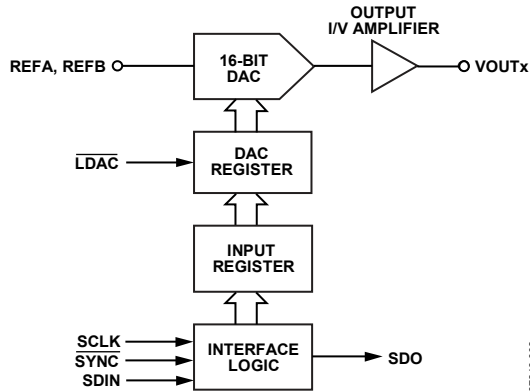 OUTPUT
I/V AMPLIFIER
REFA, REFB
16-BIT
DAC
VOUTx
LDAC
DAC
REGISTER
INPUT
REGISTER
SCLK
SYNC
SDIN
INTERFACE
LOGIC
SDO